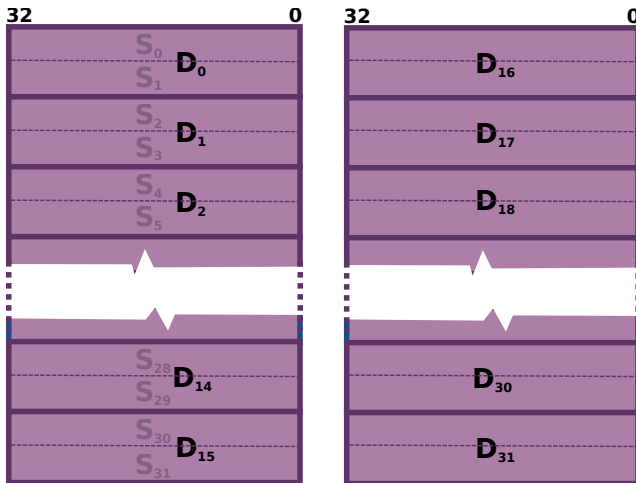 32 0
S0
D0
S1
S2
D1
S3
S4
D2
S5
S28
D14
S29
S30
D15
S31
32 0
D16
D17
D18
D30
D31